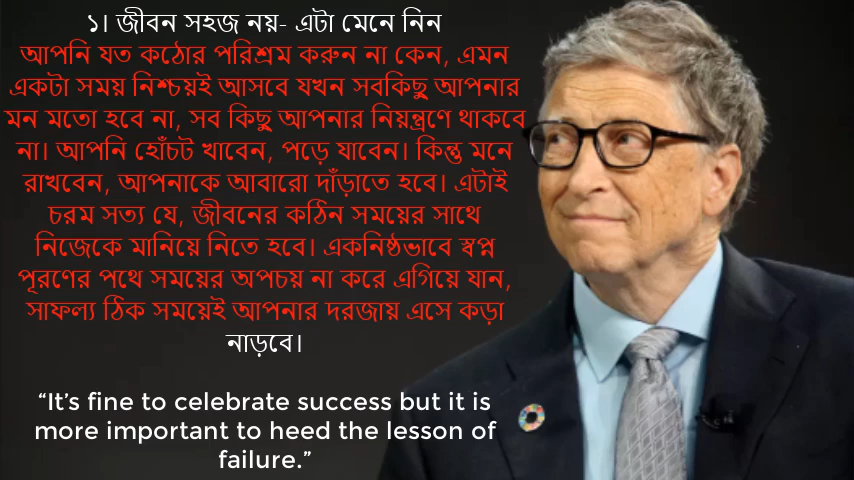 ১। জীবন সহজ নয়- এটা মেনে নিন
আপনি যত কঠোর পরিশ্রম করুন না কেন, এমন
একটা সময় নিশ্চয়ই আসবে যখন সবকিছু আপনার
মন মতো হবে না, সব কিছু আপনার নিয়ন্ত্রণে থাকবে
না। আপনি হোঁচট খাবেন, পড়ে যাবেন। কিন্তু মনে
রাখবেন, আপনাকে আবারো দাঁড়াতে হবে। এটাই
চরম সত্য যে, জীবনের কঠিন সময়ের সাথে
নিজেকে মানিয়ে নিতে হবে। একনিষ্ঠভাবে স্বপ্ন
পূরণের পথে সময়ের অপচয় না করে এগিয়ে যান,
সাফল্য ঠিক সময়েই আপনার দরজায় এসে কড়া
নাড়বে।
“It’s fine to celebrate success but it is
more important to heed the lesson of
failure.”